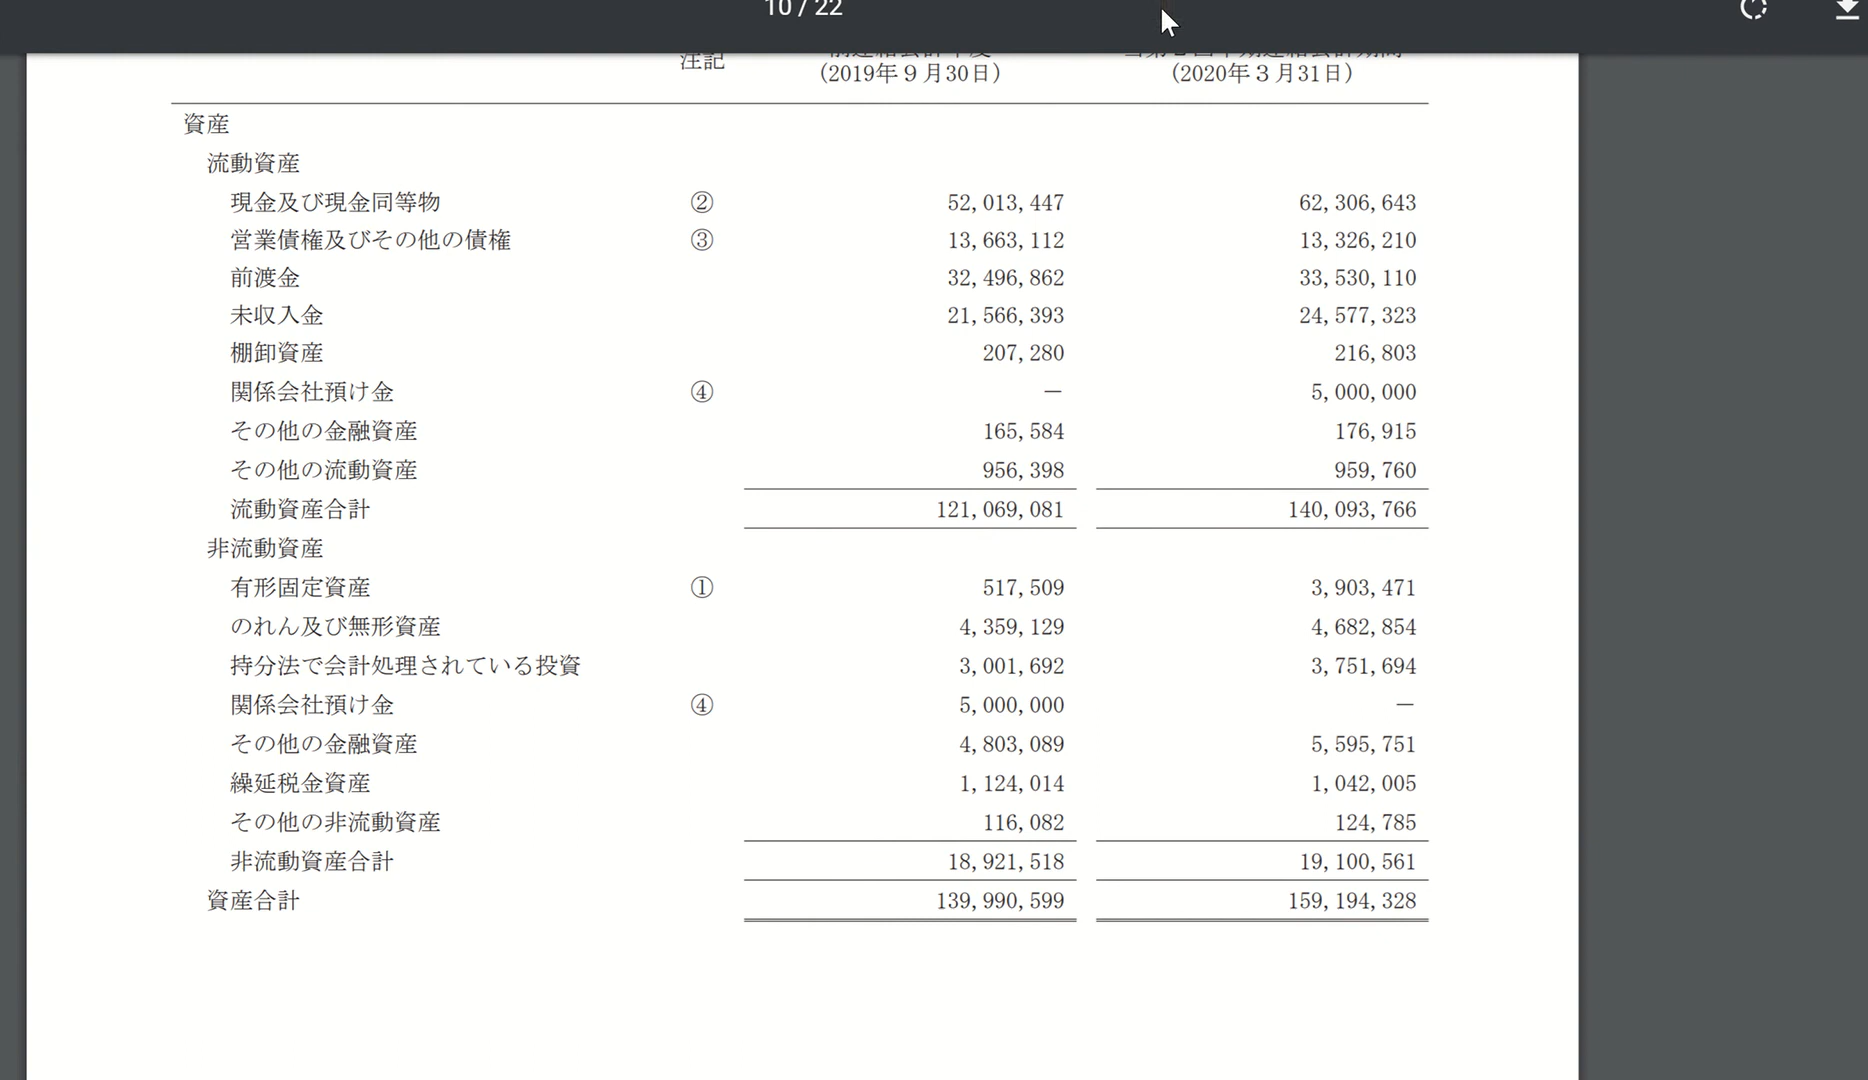 10 / 22
注記
(2019年９月30日) (2020年３月31日)
資産
流動資産
現金及び現金同等物 ② 52,013,447 62,306,643
営業債権及びその他の債権 ③ 13,663,112 13,326,210
前渡金 32,496,862 33,530,110
未収入金 21,566,393 24,577,323
棚卸資産 207,280 216,803
関係会社預け金 ④ － 5,000,000
その他の金融資産 165,584 176,915
その他の流動資産 956,398 959,760
流動資産合計 121,069,081 140,093,766
非流動資産
有形固定資産 ① 517,509 3,903,471
のれん及び無形資産 4,359,129 4,682,854
持分法で会計処理されている投資 3,001,692 3,751,694
関係会社預け金 ④ 5,000,000 －
その他の金融資産 4,803,089 5,595,751
繰延税金資産 1,124,014 1,042,005
その他の非流動資産 116,082 124,785
非流動資産合計 18,921,518 19,100,561
資産合計 139,990,599 159,194,328